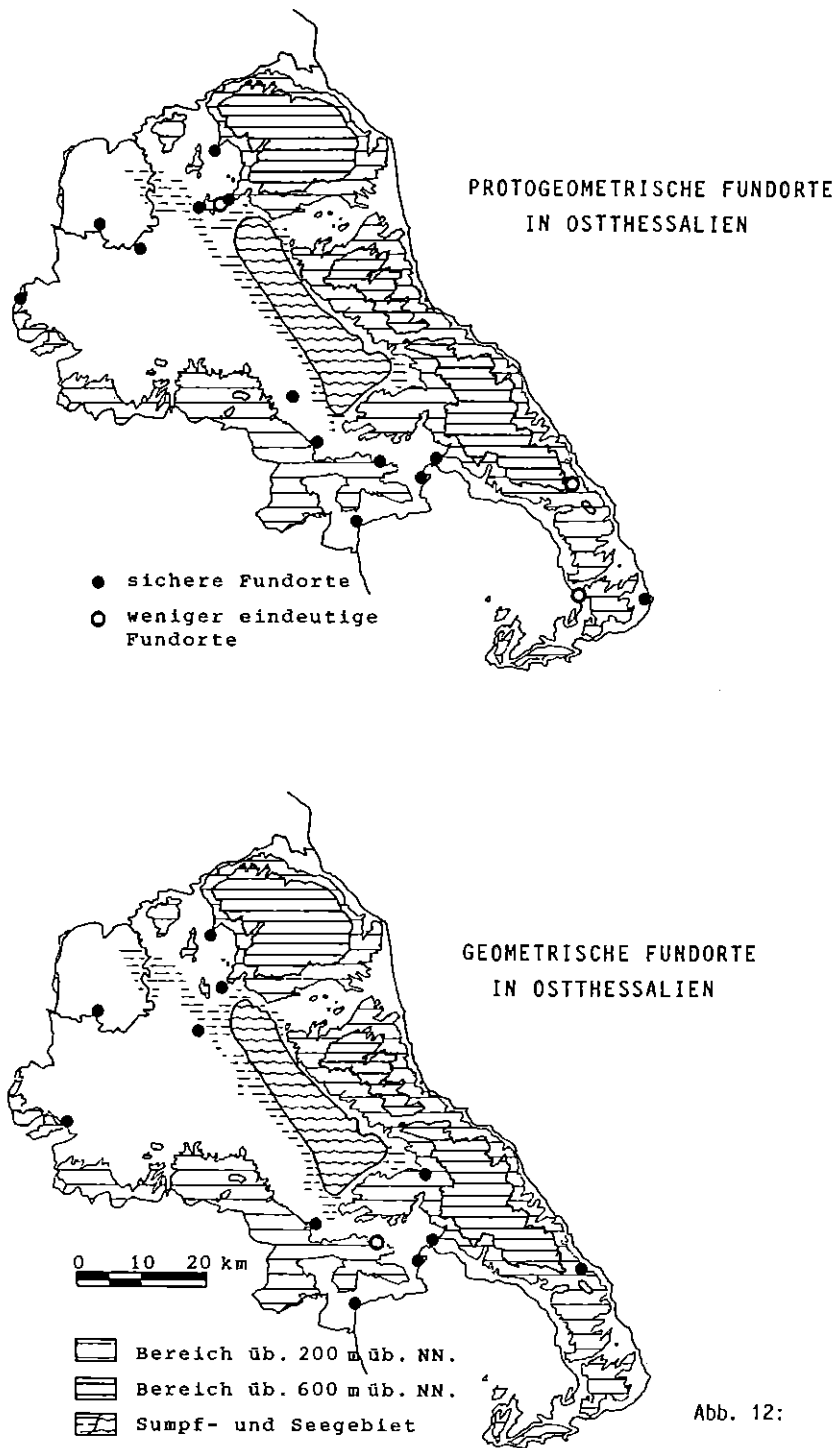 PROTOGEOMETRISCHE FUNDORTE
IN OSTTHESSALIEN
sichere Fundorte
weniger eindeutige
Fundorte
GEOMETRISCHE FUNDORTE
IN OSTTHESSALIEN
0 10 20 km
Bereich üb. 200 m üb. NN.
Bereich üb. 600 m üb. NN.
Sumpf- und Seegebiet
Abb. 12: